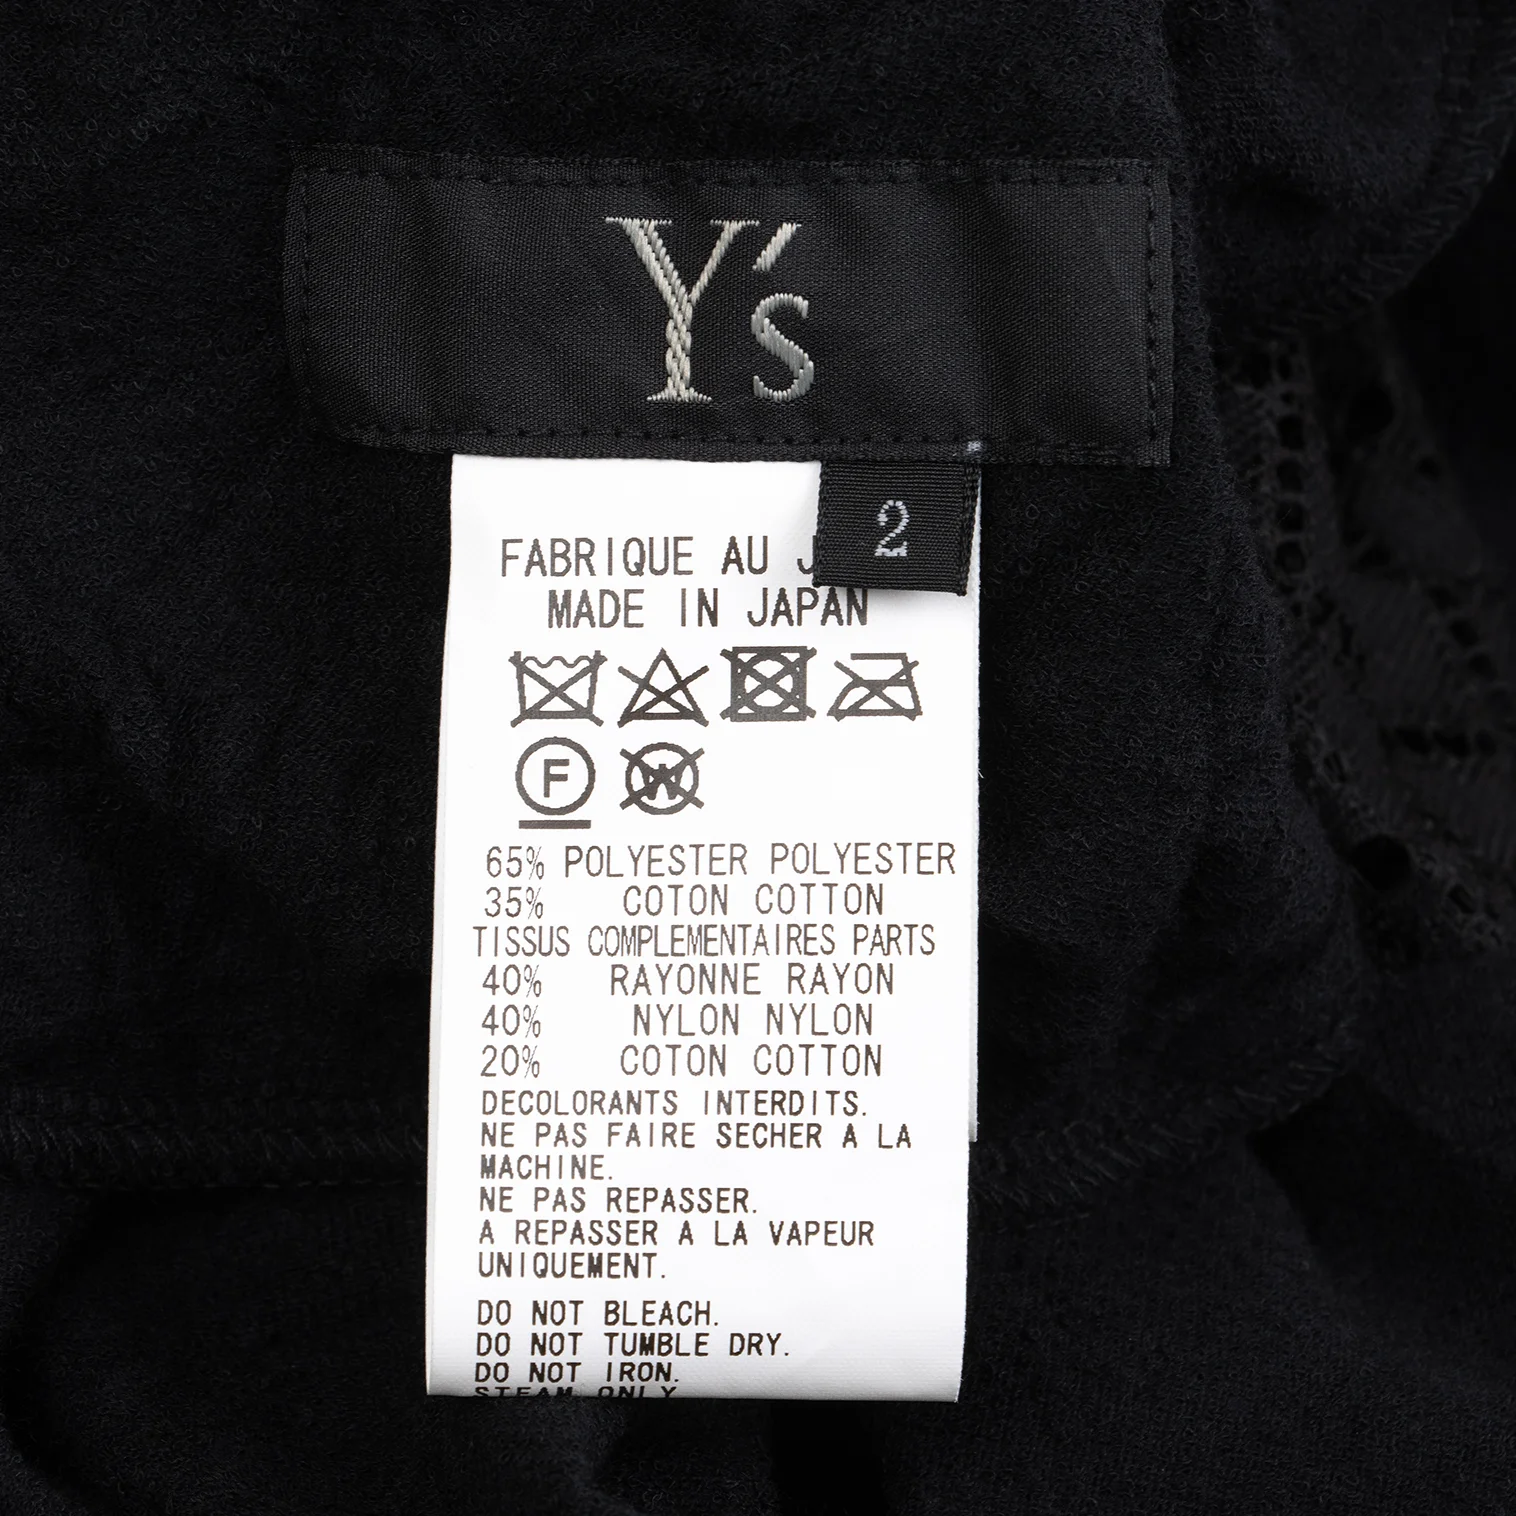 Y's
2
FABRIQUE AU
MADE IN JAPAN
F
W
65% POLYESTER POLYESTER
35% COTON COTTON
TISSUS COMPLEMENTAIRES PARTS
40% RAYONNE RAYON
40% NYLON NYLON
20% COTON COTTON
DECOLORANTS INTERDITS.
NE PAS FAIRE SECHER A LA
MACHINE.
NE PAS REPASSER.
A REPASSER A LA VAPEUR
UNIQUEMENT.
DO NOT BLEACH.
DO NOT TUMBLE DRY.
DO NOT IRON.
STEAM ONLY